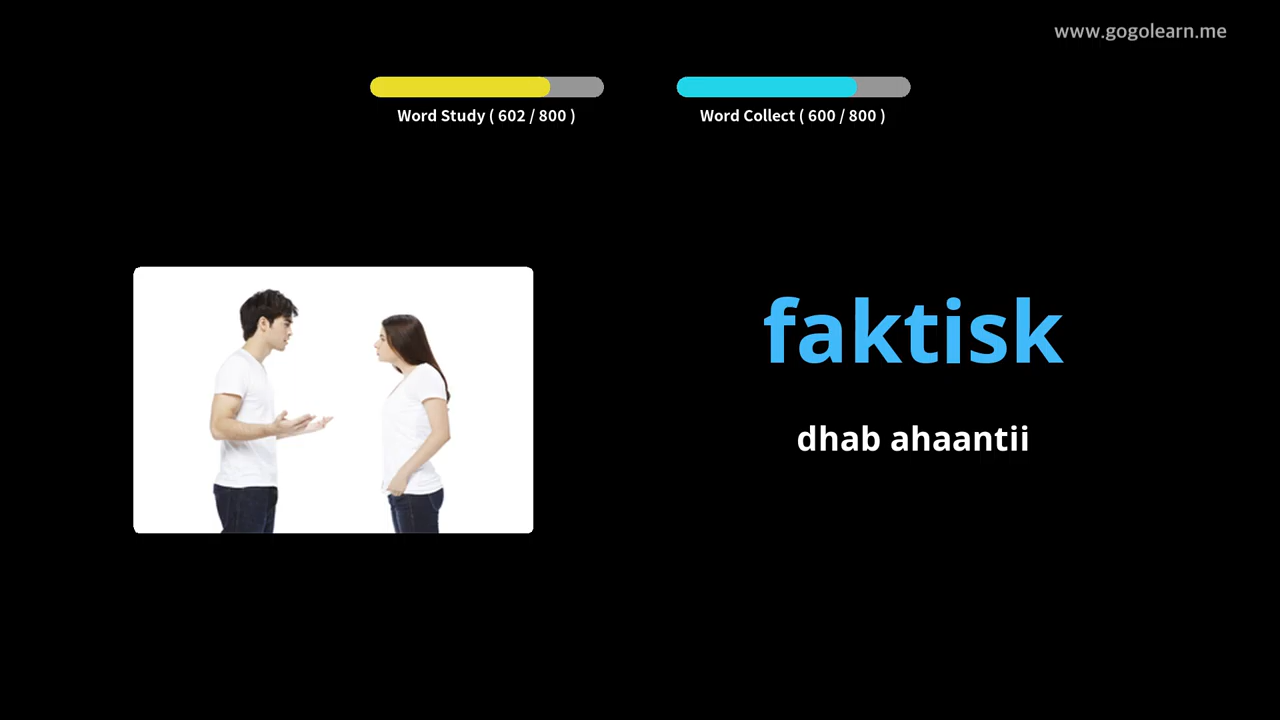 www.gogolearn.me
Word Study ( 602 / 800 )
Word Collect ( 600 / 800 )
faktisk
dhab ahaantii